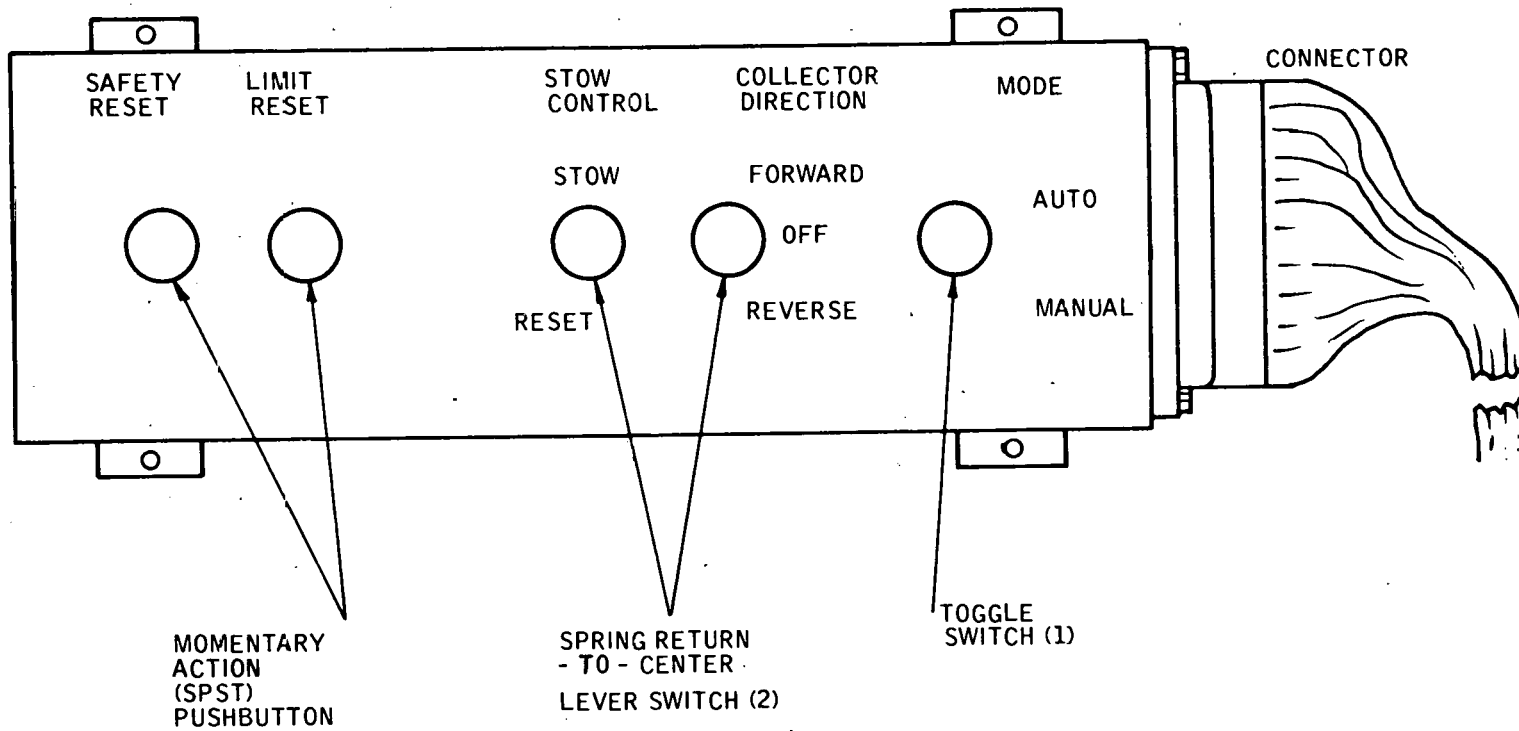 CONNECTOR
SAFETY
RESET
LIMIT
RESET
STOW
CONTROL
COLLECTOR
DIRECTION
MODE
STOW
RESET
FORWARD
OFF
REVERSE
AUTO
MANUAL
MOMENTARY
ACTION
(SPST)
PUSHBUTTON
SPRING RETURN
- TO - CENTER
LEVER SWITCH (2)
TOGGLE
SWITCH (1)